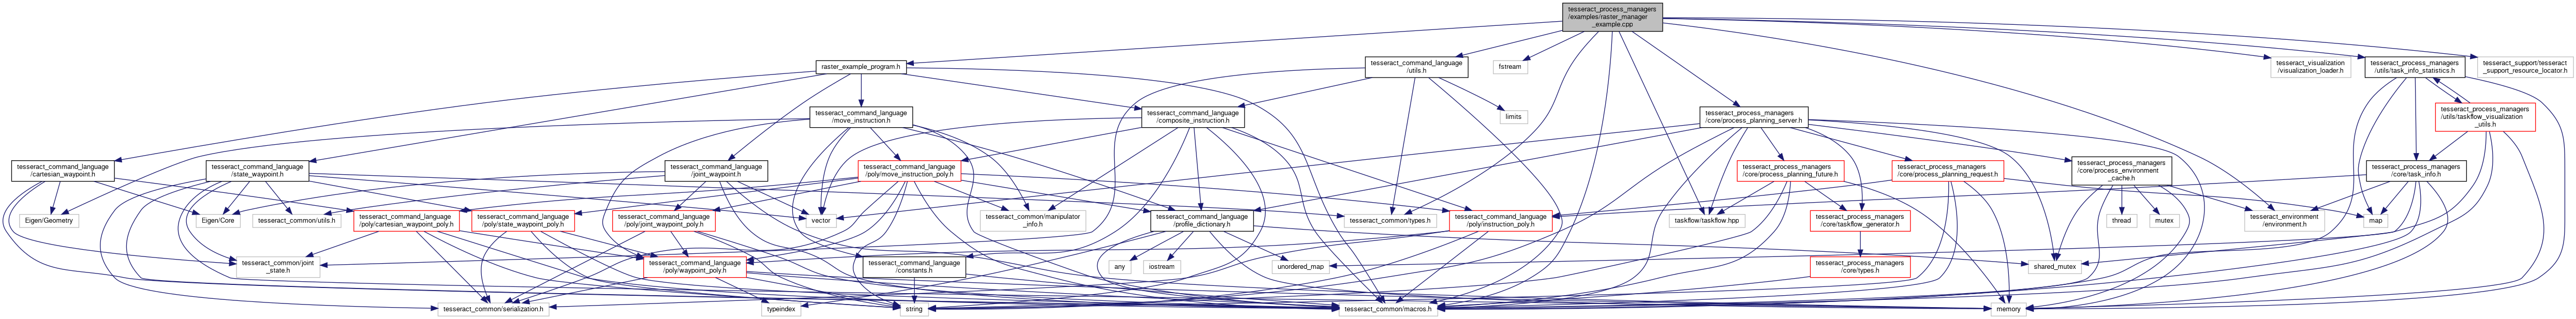 tesseract_process_managers
/examples/raster_manager
_example.cpp
raster_example_program.h
tesseract_command_language
/utils.h
fstream
tesseract_visualization
/visualization_loader.h
tesseract_process_managers
/utils/task_info_statistics.h
tesseract_support/tesseract
_support_resource_locator.h
tesseract_command_language
/move_instruction.h
tesseract_command_language
/composite_instruction.h
limits
tesseract_process_managers
/core/process_planning_server.h
tesseract_process_managers
/utils/taskflow_visualization
_utils.h
tesseract_command_language
/cartesian_waypoint.h
tesseract_command_language
/state_waypoint.h
tesseract_command_language
/joint_waypoint.h
tesseract_command_language
/poly/move_instruction_poly.h
tesseract_process_managers
/core/process_planning_future.h
tesseract_process_managers
/core/process_planning_request.h
tesseract_process_managers
/core/process_planning_environment
_cache.h
tesseract_process_managers
/core/task_info.h
Eigen/Geometry
Eigen/Core
tesseract_common/utils.h
tesseract_command_language
/poly/cartesian_waypoint_poly.h
tesseract_command_language
/poly/state_waypoint_poly.h
tesseract_command_language
/poly/joint_waypoint_poly.h
vector
tesseract_common/manipulator
_info.h
tesseract_command_language
/profile_dictionary.h
tesseract_common/types.h
tesseract_command_language
/poly/instruction_poly.h
taskflow/taskflow.hpp
tesseract_process_managers
/core/taskflow_generator.h
thread
mutex
tesseract_environment
/environment.h
map
tesseract_common/joint
_state.h
tesseract_command_language
/poly/waypoint_poly.h
tesseract_command_language
/constants.h
any
iostream
unordered_map
tesseract_process_managers
/core/types.h
shared_mutex
tesseract_common/serialization.h
typeindex
string
tesseract_common/macros.h
memory